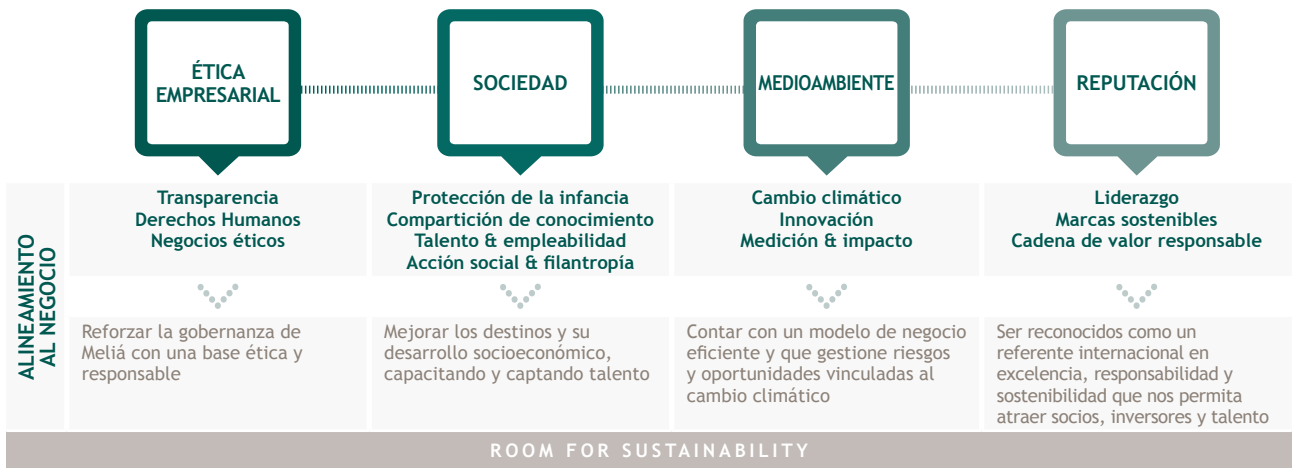 ÉTICA
EMPRESARIAL
SOCIEDAD
MEDIOAMBIENTE
REPUTACIÓN
ALINEAMIENTO
AL NEGOCIO
Transparencia
Derechos Humanos
Negocios éticos
Protección de la infancia
Compartición de conocimiento
Talento & empleabilidad
Acción social & filantropía
Cambio climático
Innovación
Medición & impacto
Liderazgo
Marcas sostenibles
Cadena de valor responsable
Reforzar la gobernanza de
Meliá con una base ética y
responsable
Mejorar los destinos y su
desarrollo socioeconómico,
capacitando y captando talento
Contar con un modelo de negocio
eficiente y que gestione riesgos
y oportunidades vinculadas al
cambio climático
Ser reconocidos como un
referente internacional en
excelencia, responsabilidad y
sostenibilidad que nos permita
atraer socios, inversores y talento
ROOM FOR SUSTAINABILITY